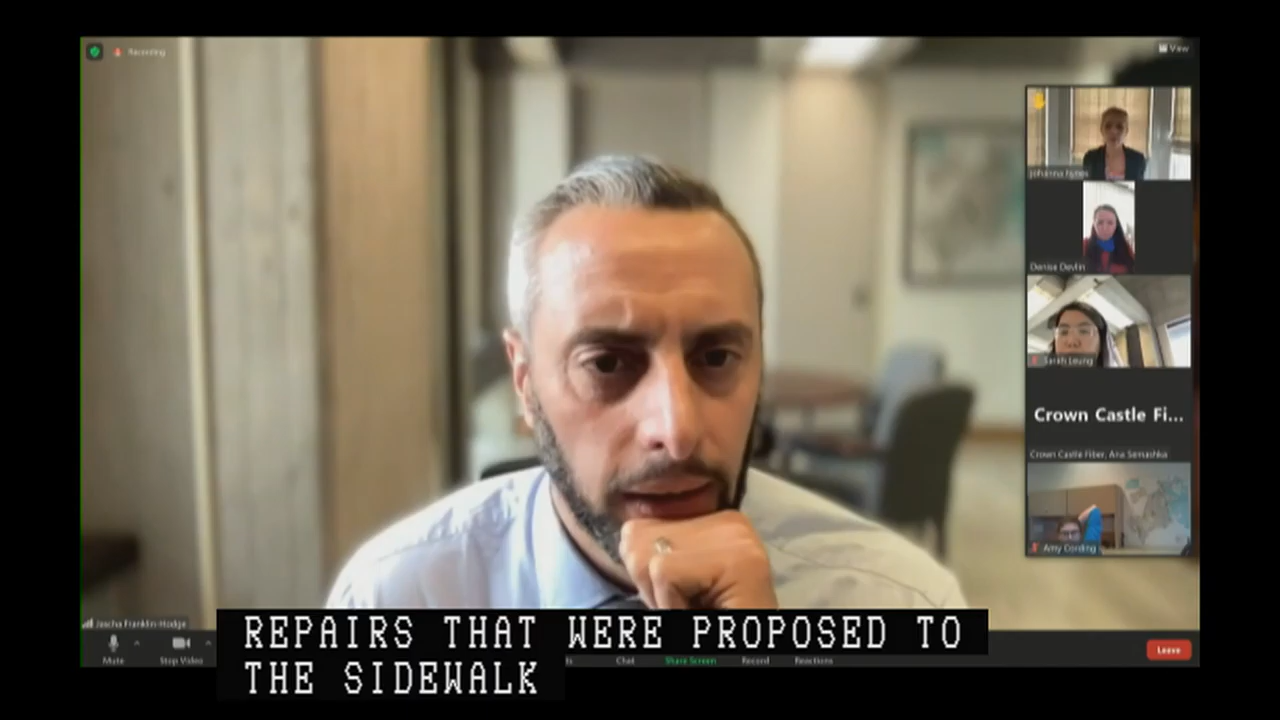 Recording
View
Johanna Hynes
Denise Devlin
Sarah Leung
Crown Castle Fi...
Crown Castle Fiber, Ana Semashka
Amy Cording
Jascha Franklin-Hodge
Mute
Stop Video
Chat
Share Screen
Record
Reactions
Leave
REPAIRS THAT WERE PROPOSED TO
THE SIDEWALK